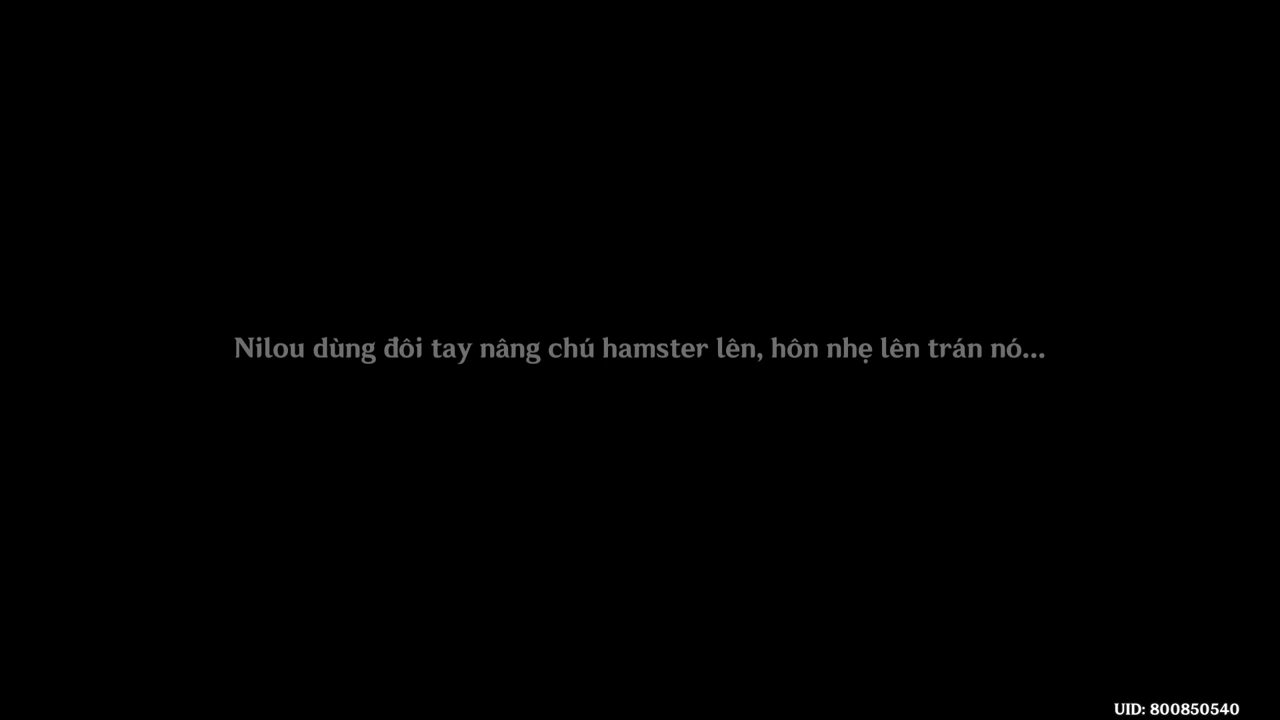 Nilou dùng đôi tay nâng chú hamster lên, hôn nhẹ lên trán nó...
UID: 800850540